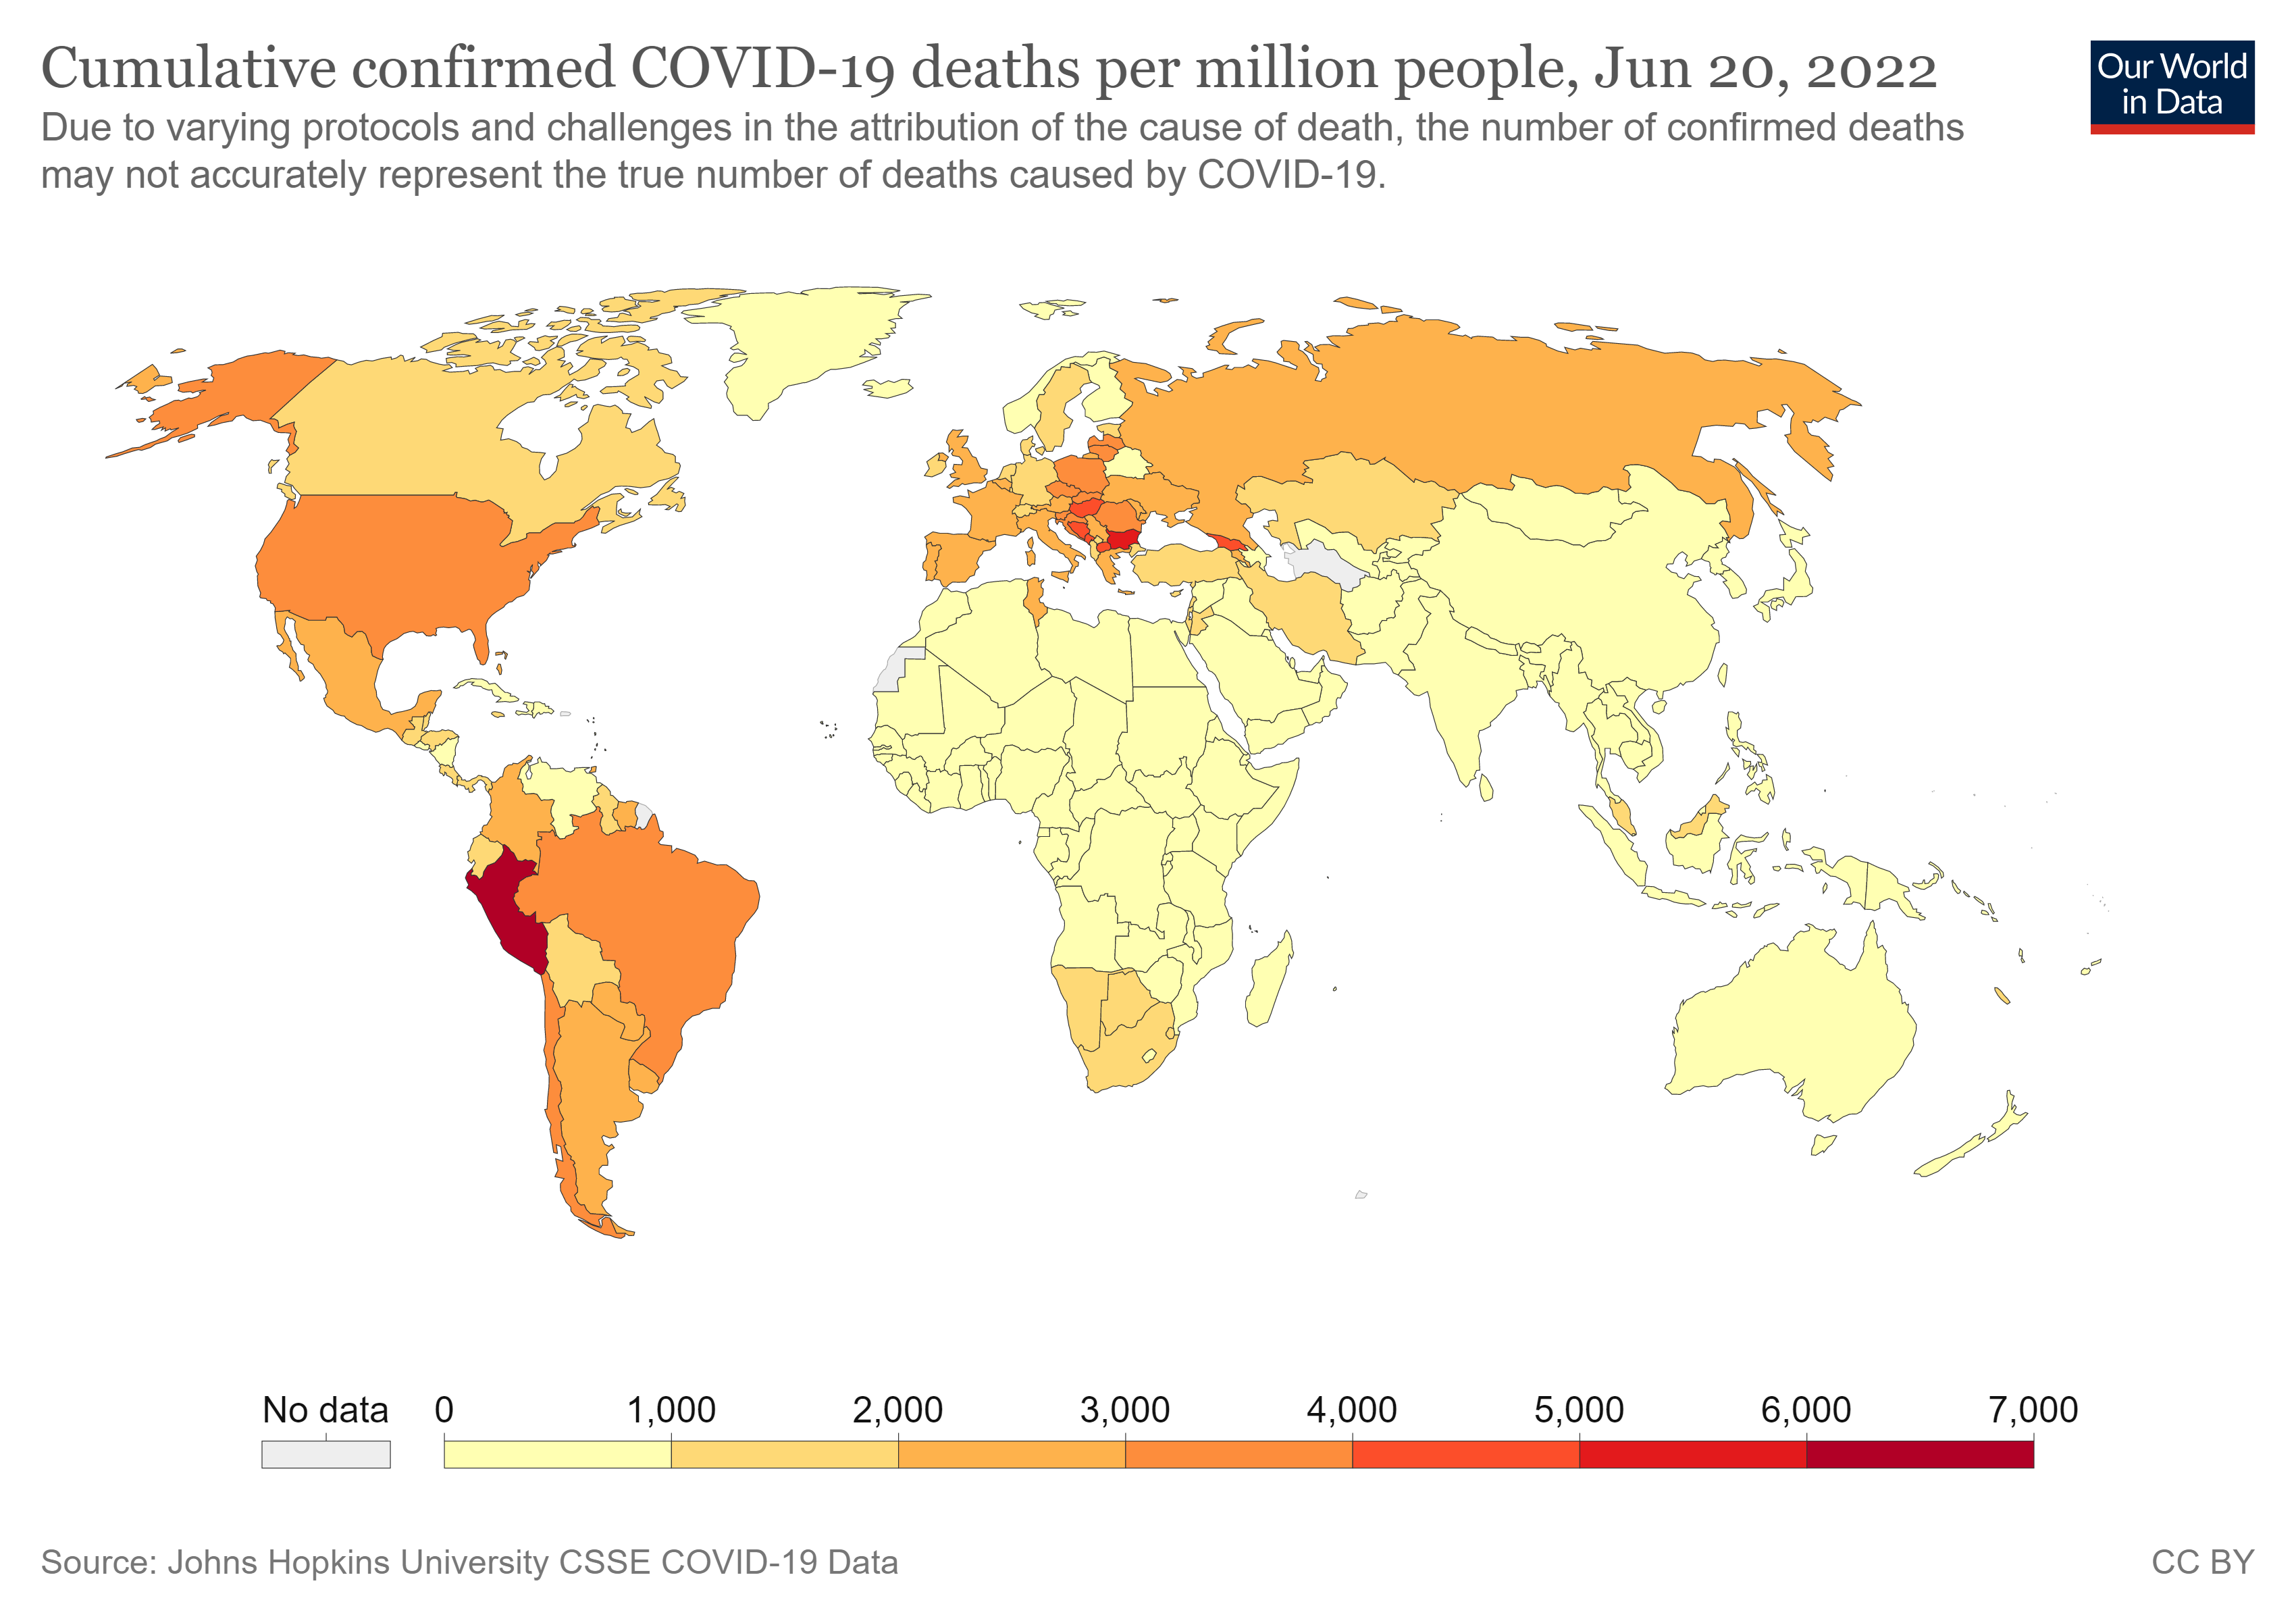 Cumulative confirmed COVID-19 deaths per million people, Jun 20, 2022
Our World
in Data
Due to varying protocols and challenges in the attribution of the cause of death, the number of confirmed deaths
may not accurately represent the true number of deaths caused by COVID-19.
No data 0 1,000 2,000 3,000 4,000 5,000 6,000 7,000
Source: Johns Hopkins University CSSE COVID-19 Data
CC BY